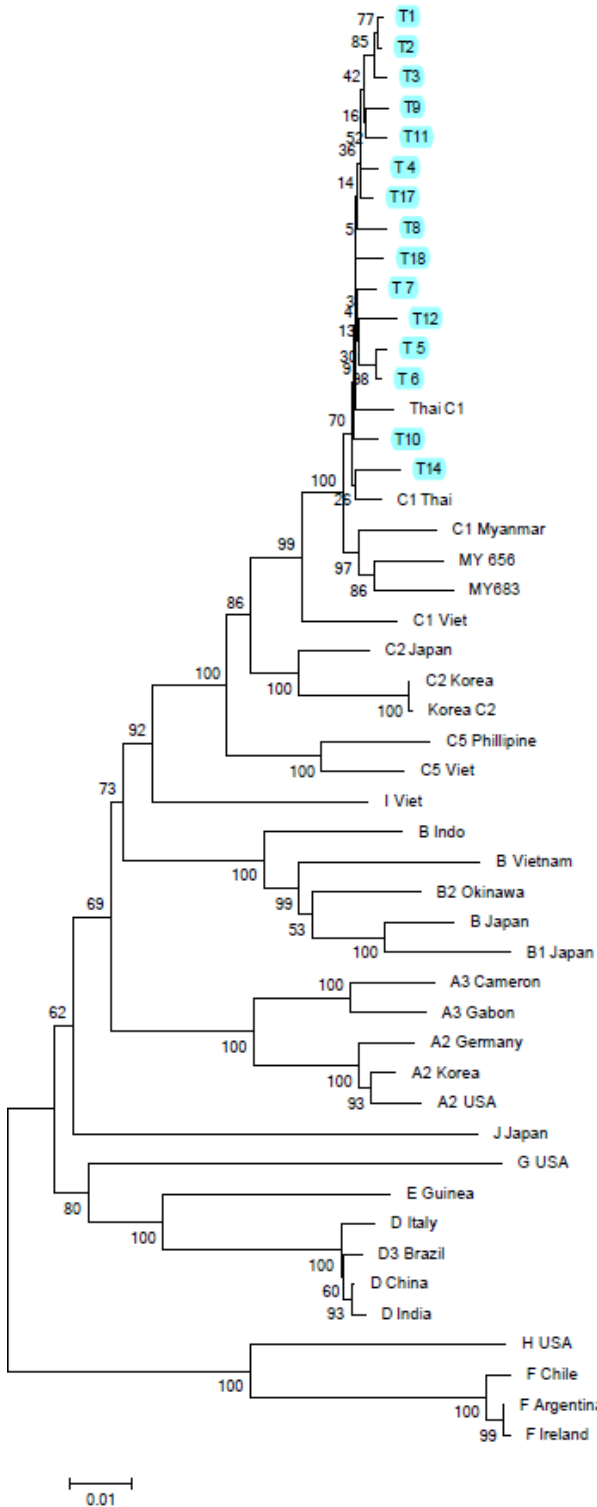 77 T1
85 T2
42 T3
T9
16
52 T11
36
T 4
14
T17
5 T8
T18
T 7
3
4 T12
13
30 T 5
9
98 T 6
Thai C1
70
T10
T14
100
26 C1 Thai
C1 Myanmar
99
97 MY 656
86 MY683
86
C1 Viet
C2 Japan
100
100 C2 Korea
100 Korea C2
C5 Phillipine
92
100 C5 Viet
73 I Viet
B Indo
100 B Vietnam
99 B2 Okinawa
69
53 B Japan
100 B1 Japan
100 A3 Cameron
62
A3 Gabon
100 A2 Germany
100 A2 Korea
93 A2 USA
J Japan
G USA
80 E Guinea
100 D Italy
100 D3 Brazil
60 D China
93 D India
H USA
100 F Chile
100 F Argentina
99 F Ireland
0.01